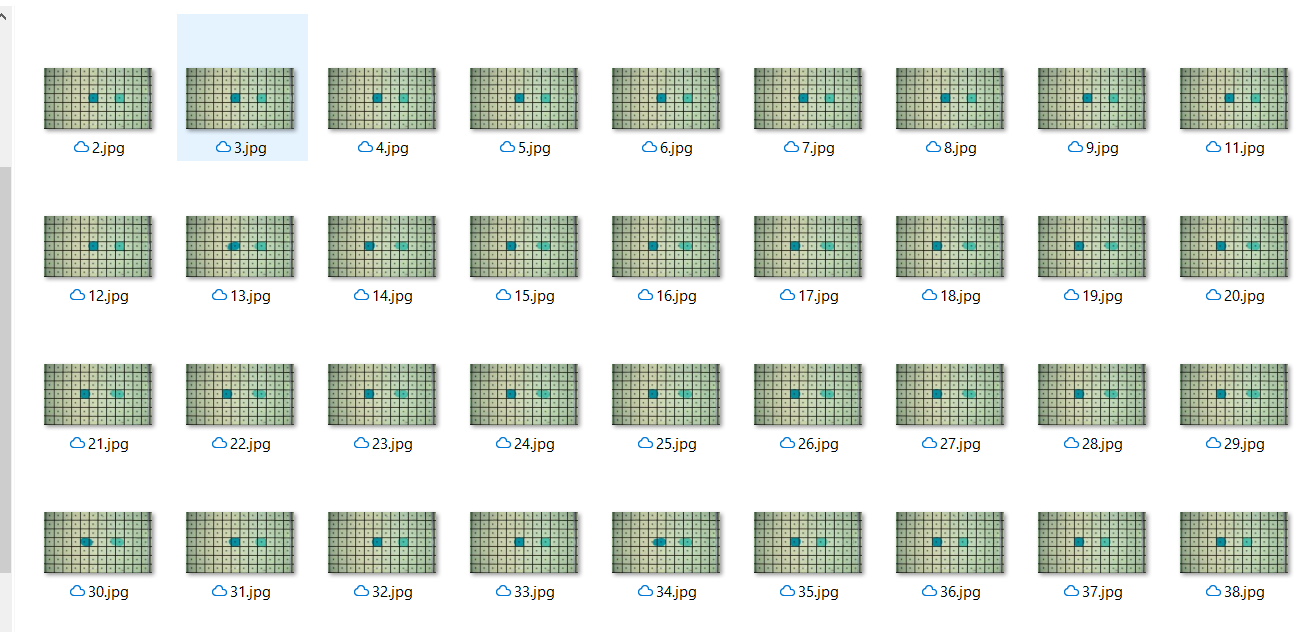 2.jpg 3.jpg 4.jpg 5.jpg 6.jpg 7.jpg 8.jpg 9.jpg 11.jpg
12.jpg 13.jpg 14.jpg 15.jpg 16.jpg 17.jpg 18.jpg 19.jpg 20.jpg
21.jpg 22.jpg 23.jpg 24.jpg 25.jpg 26.jpg 27.jpg 28.jpg 29.jpg
30.jpg 31.jpg 32.jpg 33.jpg 34.jpg 35.jpg 36.jpg 37.jpg 38.jpg